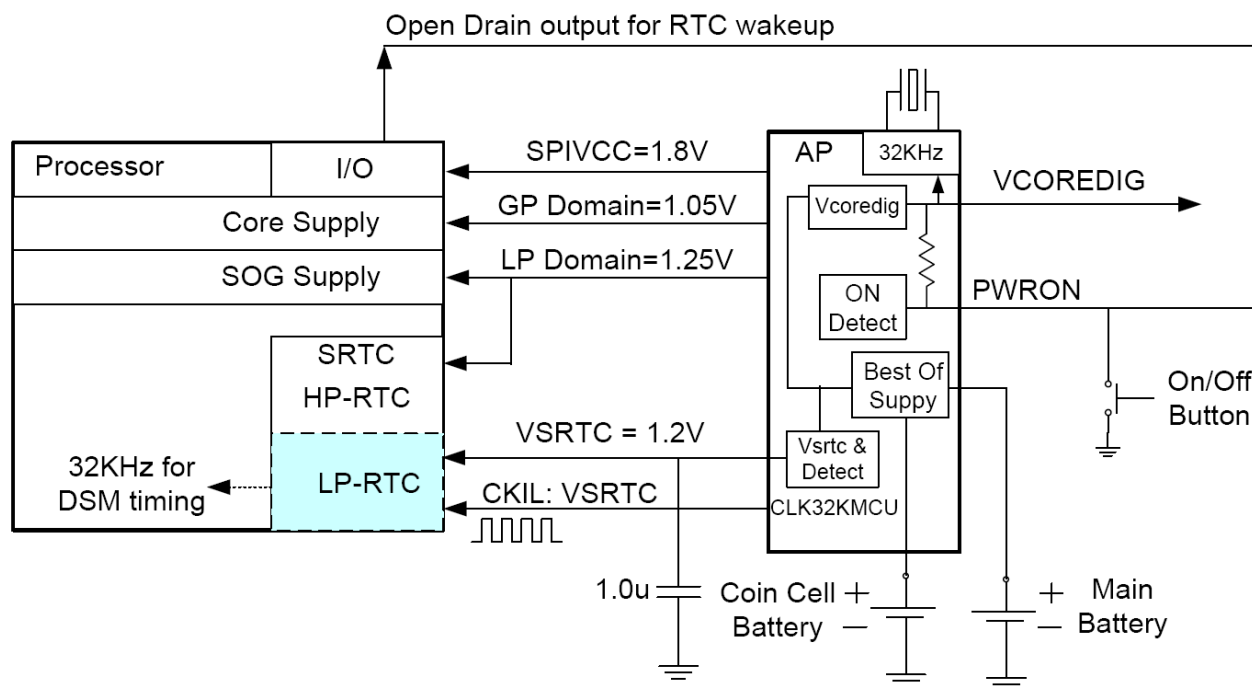 Open Drain output for RTC wakeup
Processor
I/O
Core Supply
SOG Supply
SRTC
HP-RTC
LP-RTC
32KHz for
DSM timing
SPIVCC=1.8V
GP Domain=1.05V
LP Domain=1.25V
VSRTC = 1.2V
CKIL: VSRTC
1.0u
AP
32KHz
Vcoredig
ON
Detect
Best Of
Suppy
Vsrtc &
Detect
CLK32KMCU
VCOREDIG
PWRON
On/Off
Button
Coin Cell
Battery
+
−
Main
Battery
+
−